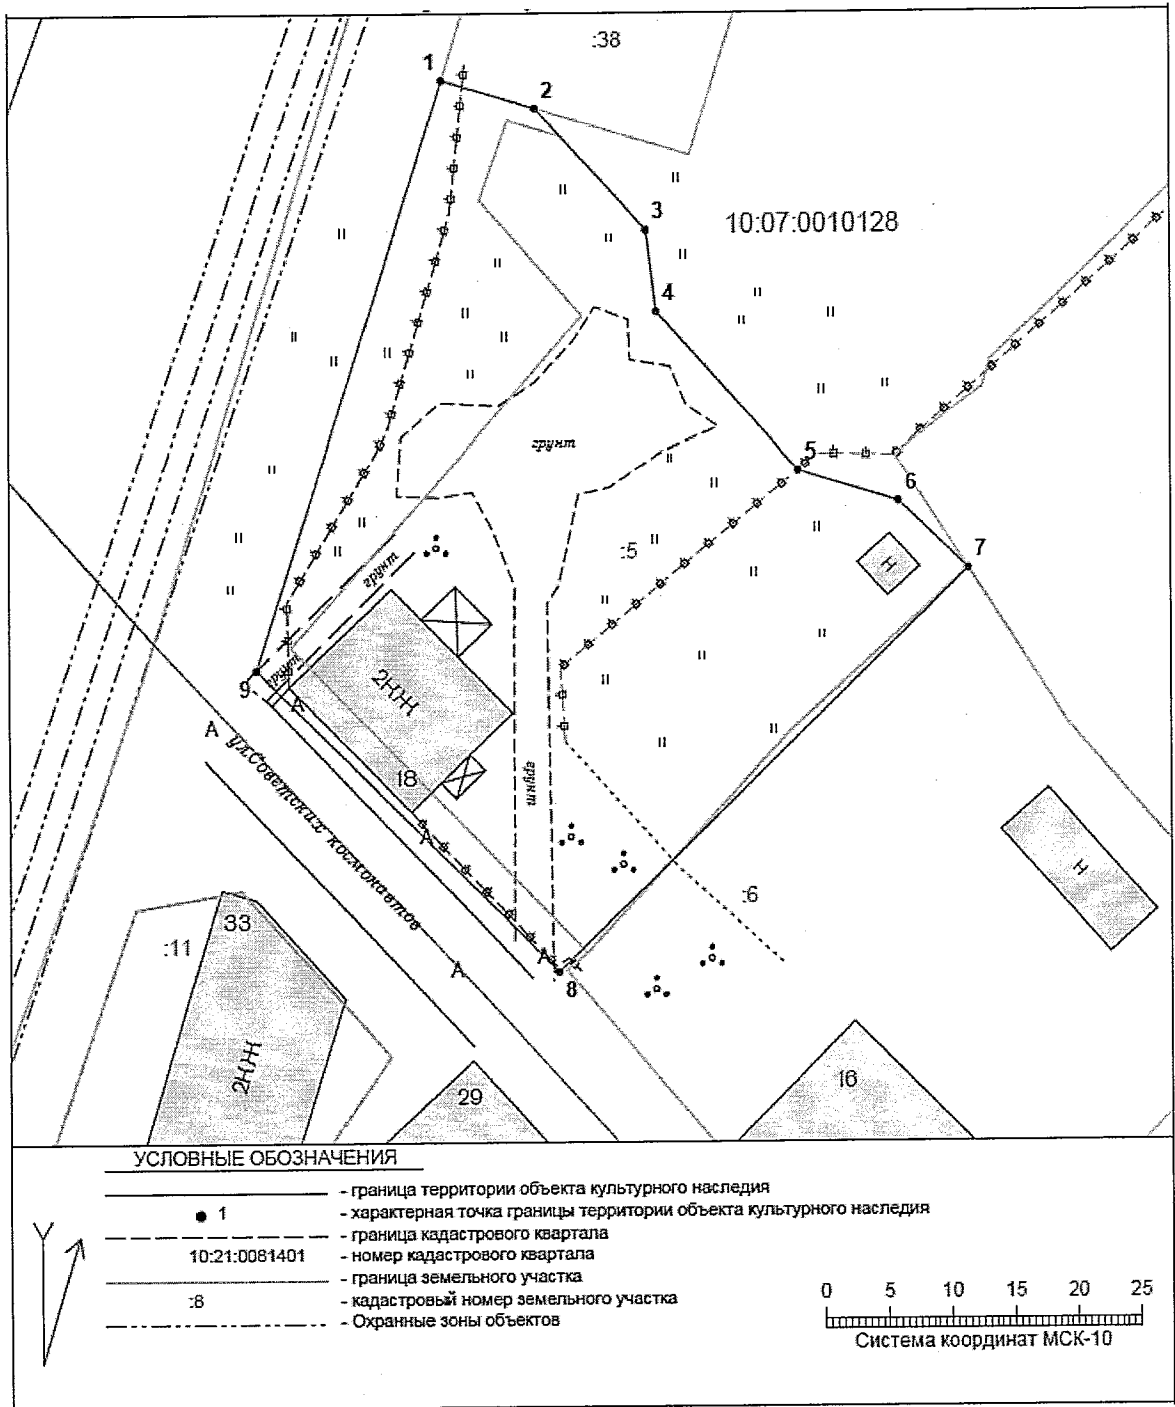 :38
1
2
3
10:07:0010128
4
грунт
5
6
:5
7
Н
грунт
грунт
9
2КЖ
А
А
ул.Советских космонавтов
18
грунт
А
Н
:6
33
:11
А
8
А
2КЖ
16
29
УСЛОВНЫЕ ОБОЗНАЧЕНИЯ
- граница территории объекта культурного наследия
1 - характерная точка границы территории объекта культурного наследия
- граница кадастрового квартала
10:21:0081401 - номер кадастрового квартала
- граница земельного участка
:8 - кадастровый номер земельного участка
- Охранные зоны объектов
0 5 10 15 20 25
Система координат МСК-10